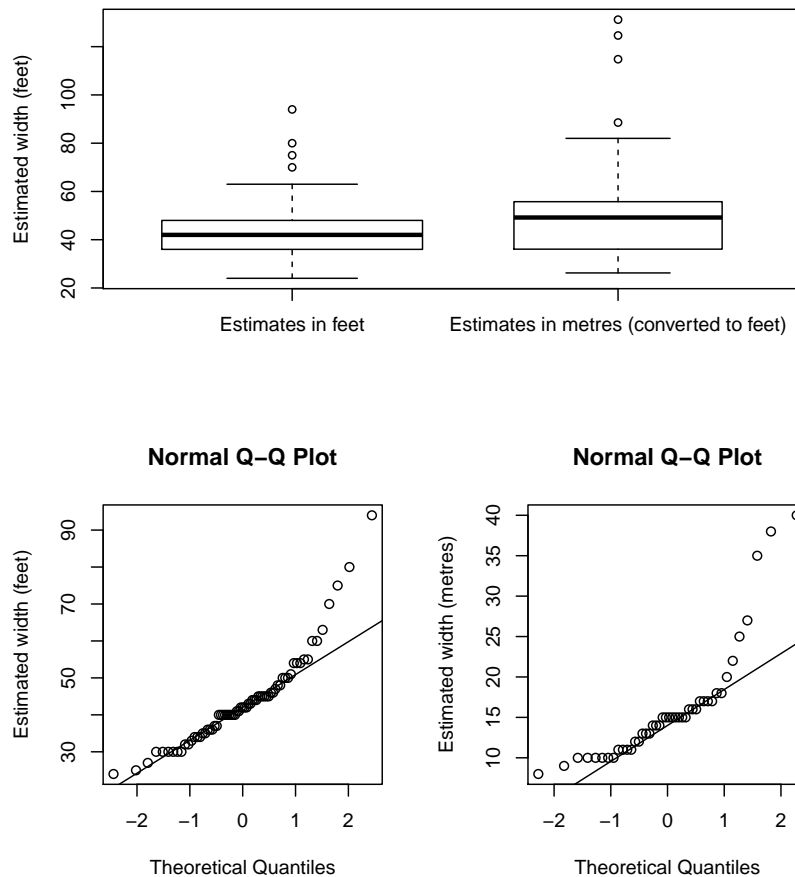 Estimated width (feet)
100
80
60
40
20
Estimates in feet
Estimates in metres (converted to feet)
Normal Q−Q Plot
Estimated width (feet)
90
70
50
30
−2 −1 0 1 2
Theoretical Quantiles
Normal Q−Q Plot
Estimated width (metres)
40
35
30
25
20
15
10
−2 −1 0 1 2
Theoretical Quantiles